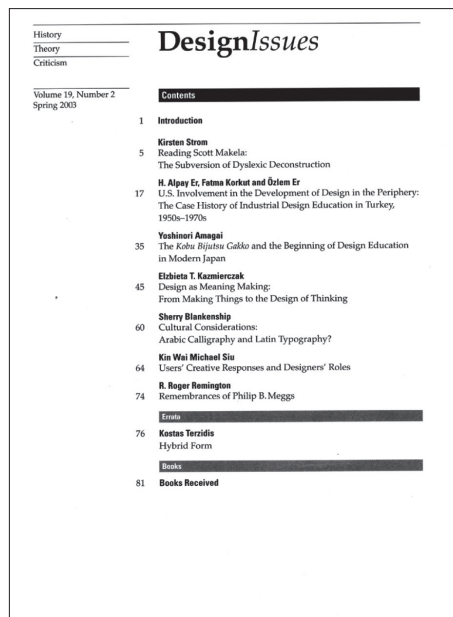 History
Theory
Criticism
DesignIssues
Volume 19, Number 2
Spring 2003
Contents
1 Introduction
Kirsten Strom
5 Reading Scott Makela:
The Subversion of Dyslexic Deconstruction
H. Alpay Er, Fatma Korkut and Özlem Er
17 U.S. Involvement in the Development of Design in the Periphery:
The Case History of Industrial Design Education in Turkey,
1950s–1970s
Yoshinori Amagai
35 The Kobu Bijutsu Gakko and the Beginning of Design Education
in Modern Japan
Elzbieta T. Kazmierczak
45 Design as Meaning Making:
From Making Things to the Design of Thinking
Sherry Blankenship
60 Cultural Considerations:
Arabic Calligraphy and Latin Typography?
Kin Wai Michael Siu
64 Users' Creative Responses and Designers' Roles
R. Roger Remington
74 Remembrances of Philip B. Meggs
Errata
76 Kostas Terzidis
Hybrid Form
Books
81 Books Received